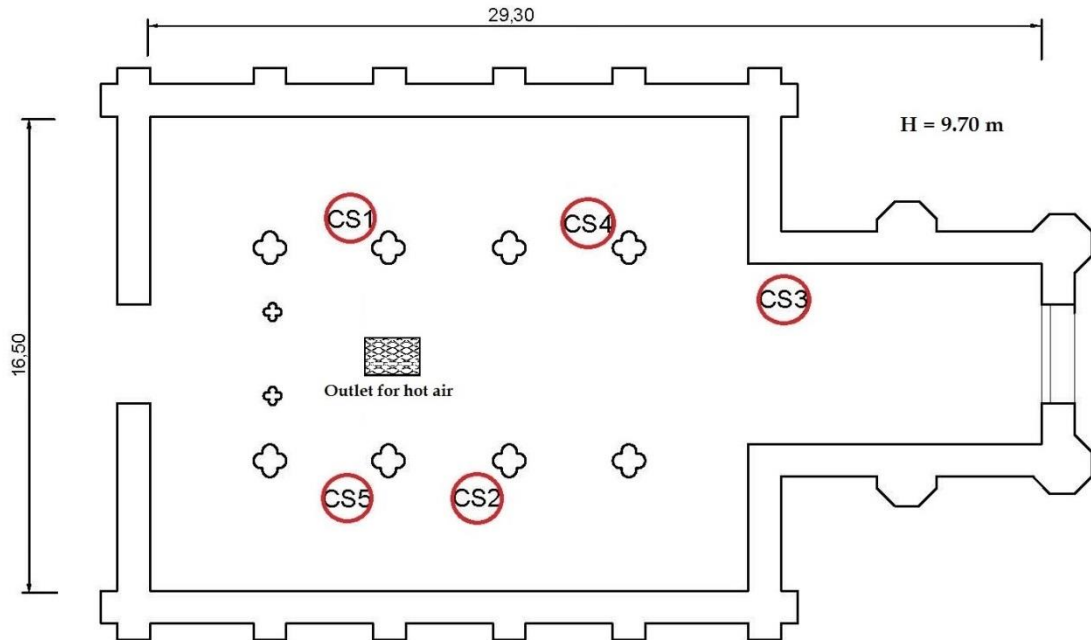 29,30
H = 9.70 m
16,50
CS1
CS4
CS3
Outlet for hot air
CS5
CS2